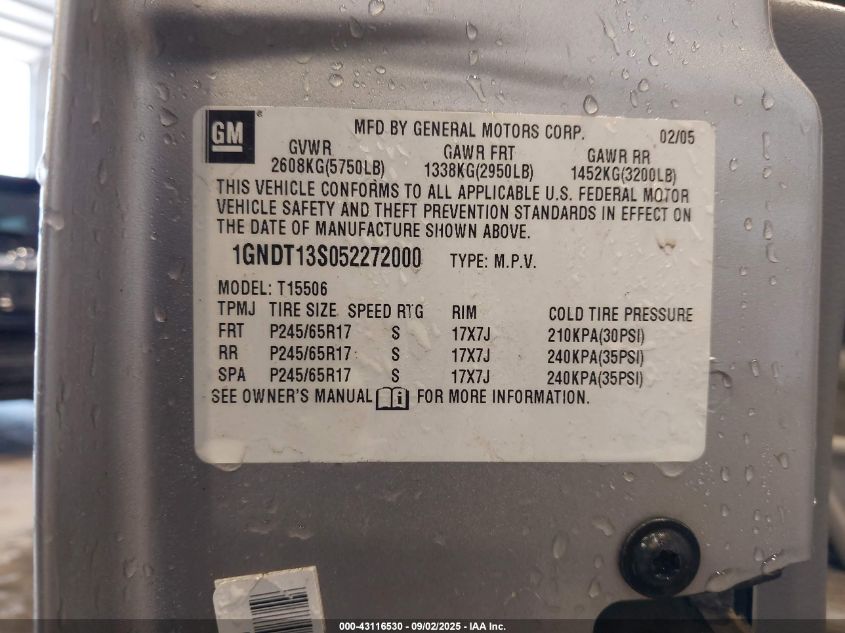 GM ®
MFD BY GENERAL MOTORS CORP. 02/05
GVWR GAWR FRT GAWR RR
2608KG(5750LB) 1338KG(2950LB) 1452KG(3200LB)
THIS VEHICLE CONFORMS TO ALL APPLICABLE U.S. FEDERAL MOTOR
VEHICLE SAFETY AND THEFT PREVENTION STANDARDS IN EFFECT ON
THE DATE OF MANUFACTURE SHOWN ABOVE.
1GNDT13S052272000 TYPE: M.P.V.
MODEL: T15506
TPMJ TIRE SIZE SPEED RTG RIM COLD TIRE PRESSURE
FRT P245/65R17 S 17X7J 210KPA(30PSI)
RR P245/65R17 S 17X7J 240KPA(35PSI)
SPA P245/65R17 S 17X7J 240KPA(35PSI)
SEE OWNER'S MANUAL i FOR MORE INFORMATION.
000-43116530 - 09/02/2025 - IAA Inc.